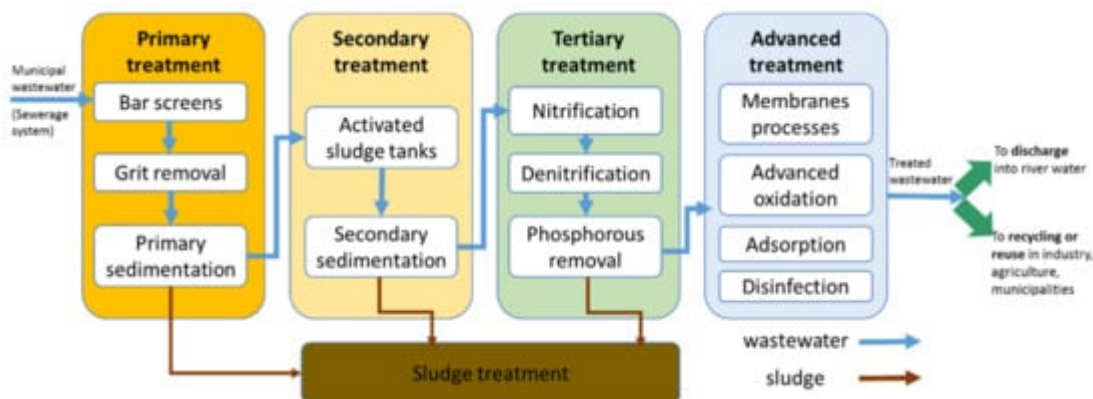 Municipal
wastewater
(Sewerage
system)
Primary
treatment
Bar screens
Grit removal
Primary
sedimentation
Secondary
treatment
Activated
sludge tanks
Secondary
sedimentation
Tertiary
treatment
Nitrification
Denitrification
Phosphorous
removal
Advanced
treatment
Membranes
processes
Advanced
oxidation
Adsorption
Disinfection
Treated
wastewater
To discharge
into river water
To recycling or
reuse in industry,
agriculture,
municipalities
Sludge treatment
wastewater
sludge